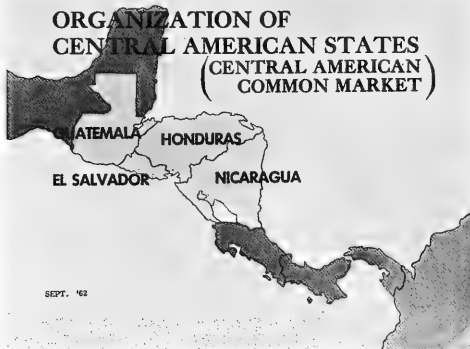 ORGANIZATION OF
CENTRAL AMERICAN STATES
(CENTRAL AMERICAN
COMMON MARKET)
GUATEMALA
HONDURAS
EL SALVADOR
NICARAGUA
SEPT. '62